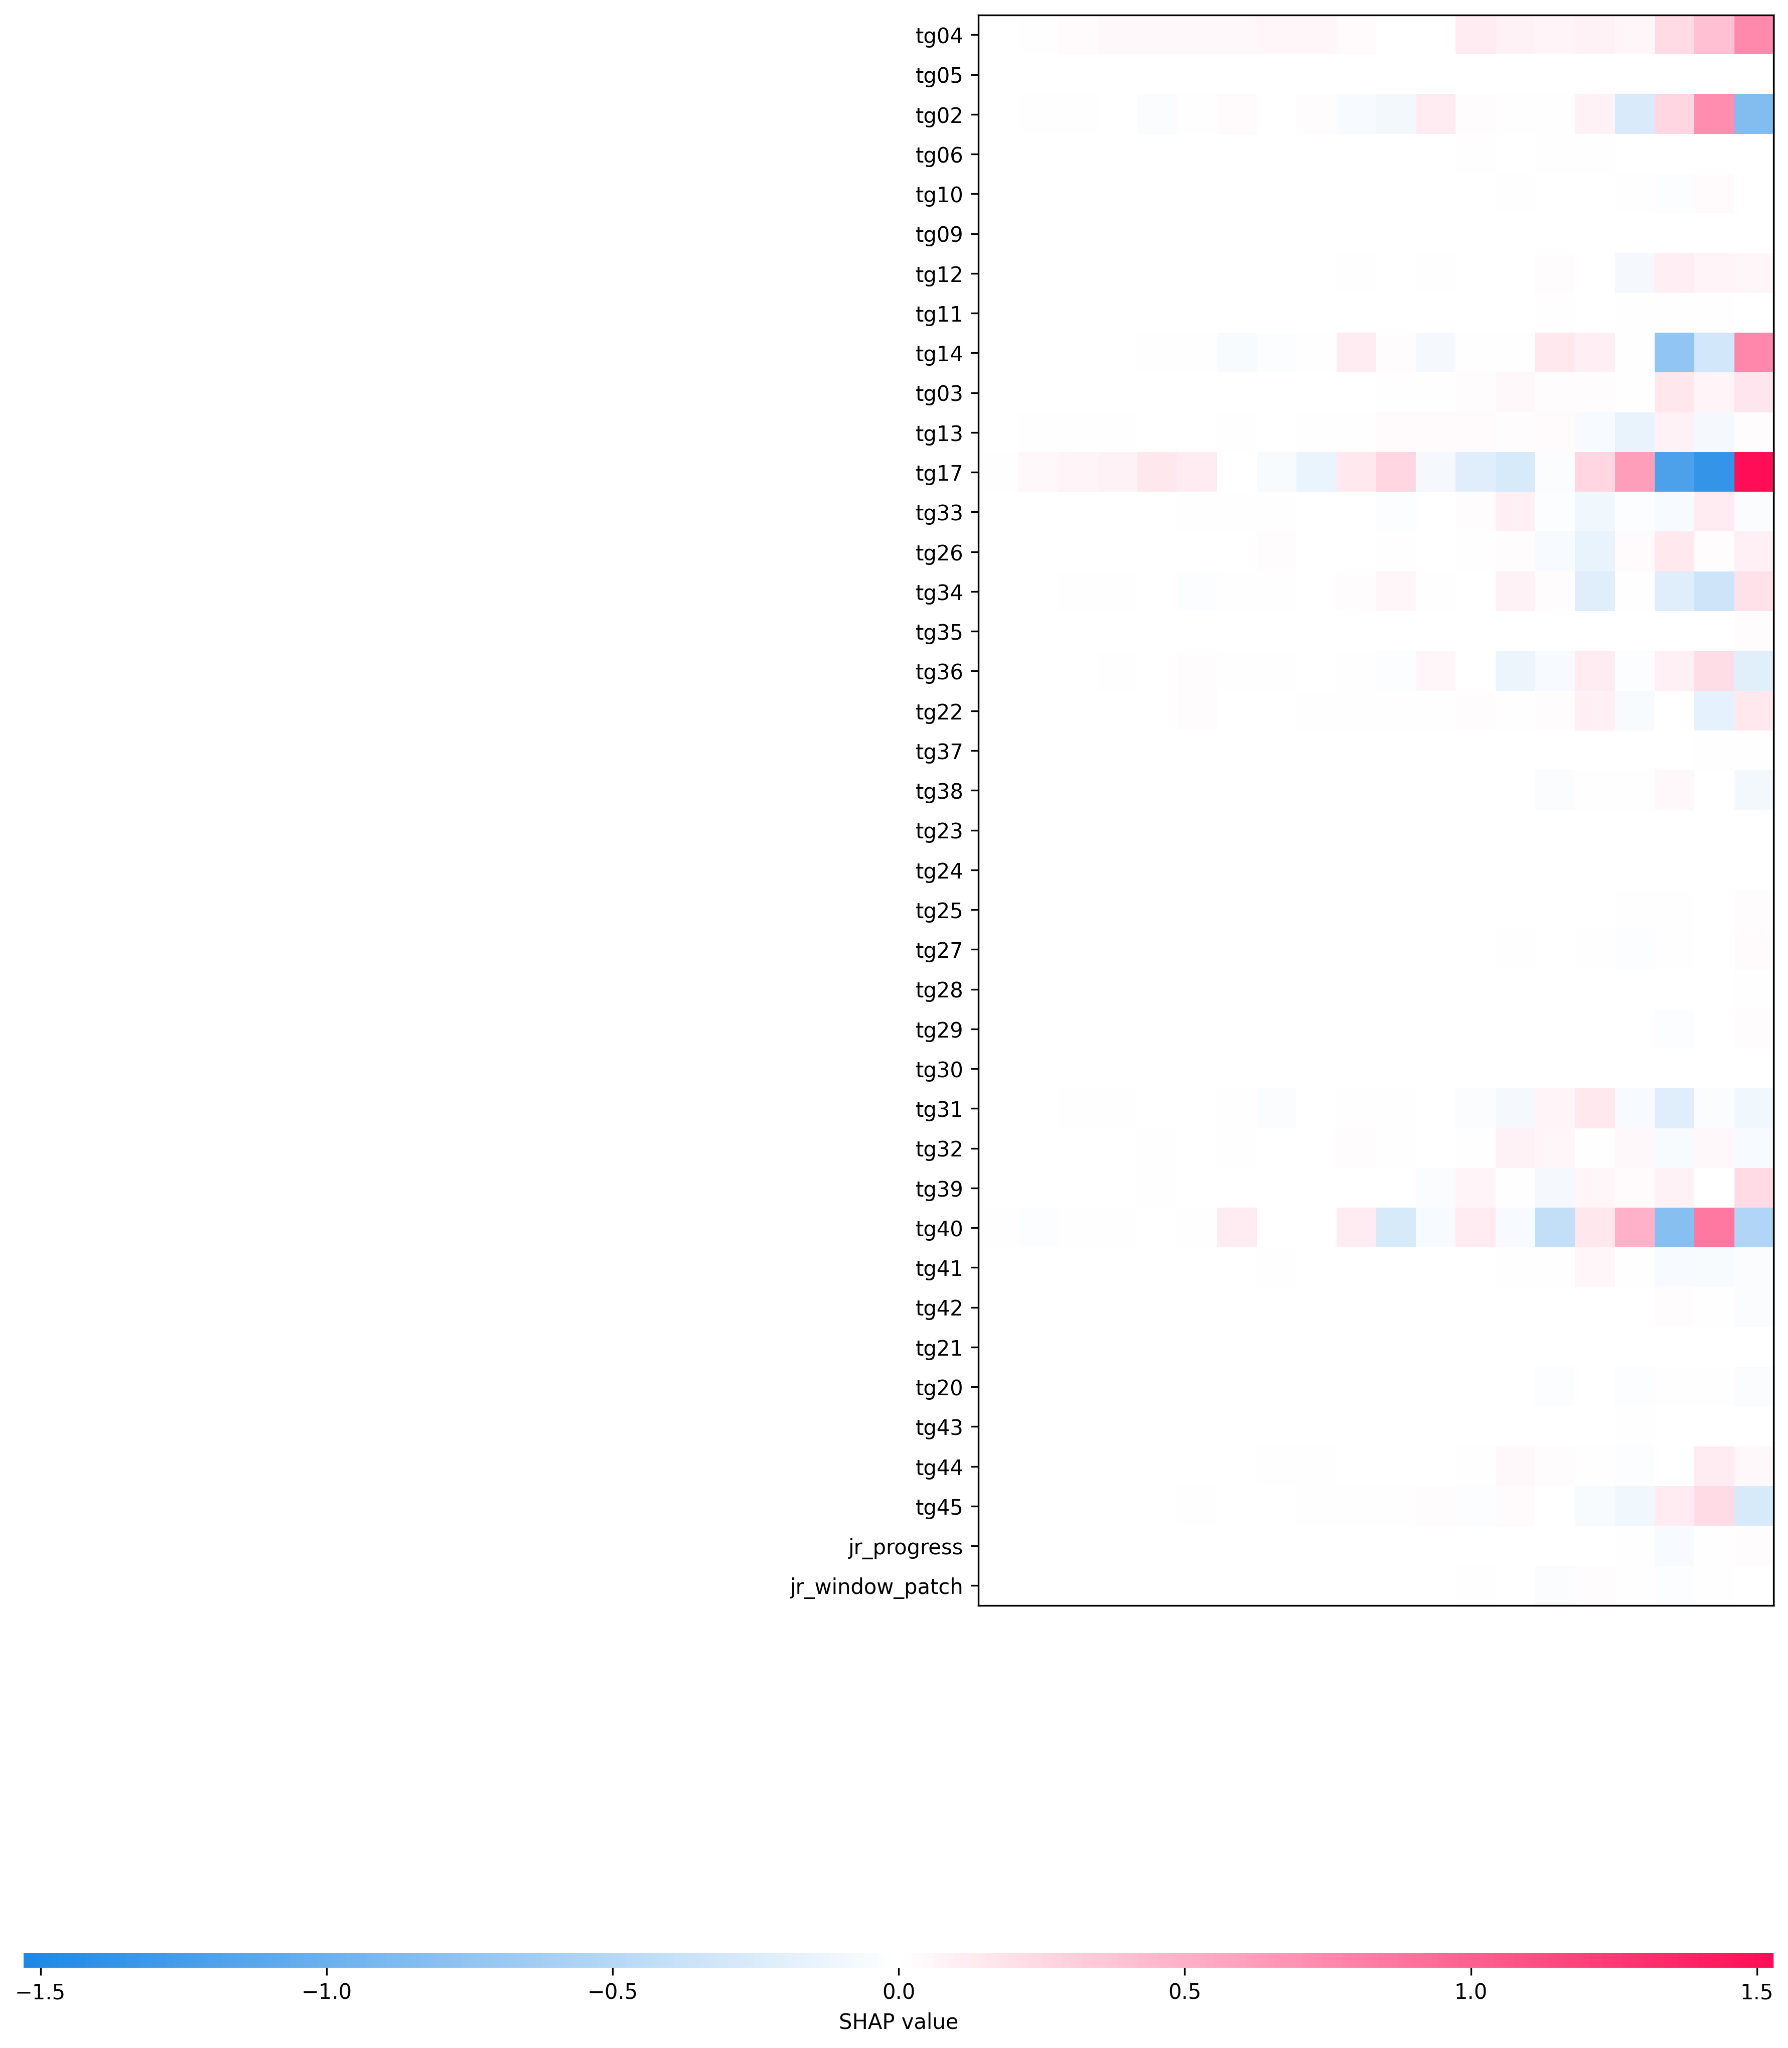 tg04
tg05
tg02
tg06
tg10
tg09
tg12
tg11
tg14
tg03
tg13
tg17
tg33
tg26
tg34
tg35
tg36
tg22
tg37
tg38
tg23
tg24
tg25
tg27
tg28
tg29
tg30
tg31
tg32
tg39
tg40
tg41
tg42
tg21
tg20
tg43
tg44
tg45
jr_progress
jr_window_patch
−1.5 −1.0 −0.5 0.0 0.5 1.0 1.5
SHAP value